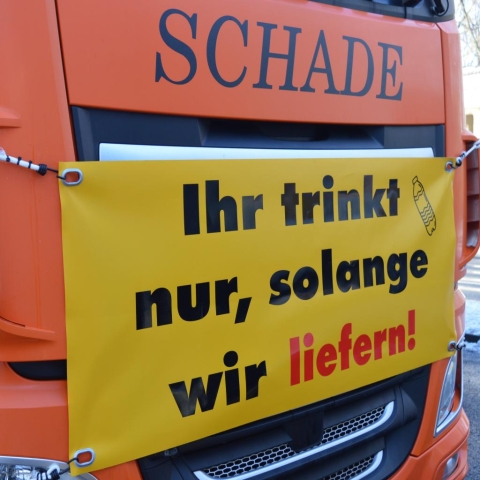 SCHADE
Ihr trinkt
nur, solange
wir liefern!